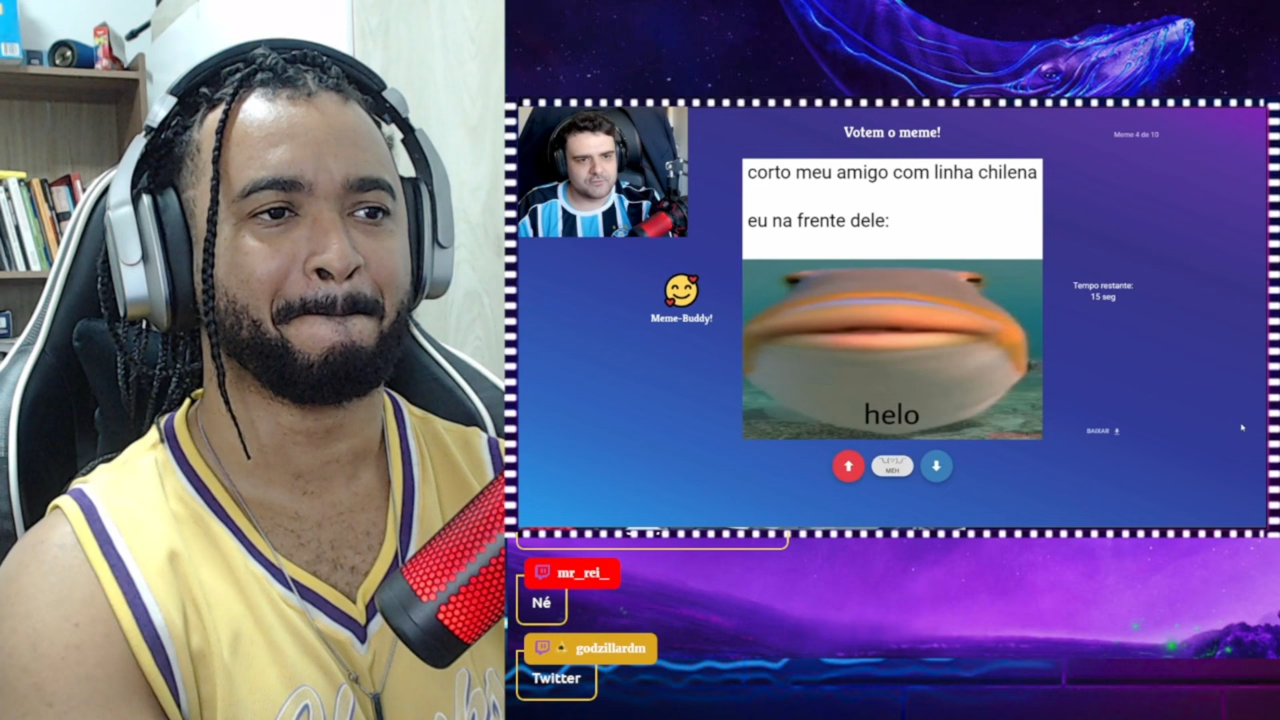 Votem o meme!
Meme 4 de 10
corto meu amigo com linha chilena
eu na frente dele:
Tempo restante:
15 seg
Meme-Buddy!
helo
BAIXAR
MEH
mr_rei_
Né
godzillardm
Twitter